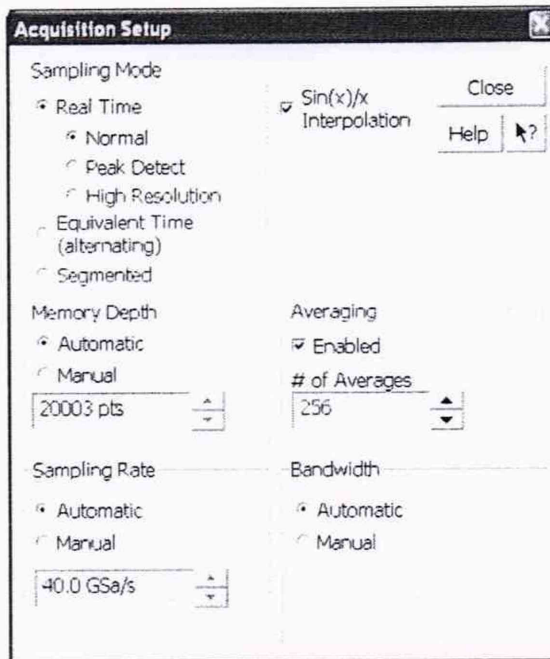 Acquisition Setup
Sampling Mode
Real Time
Normal
Peak Detect
High Resolution
Equivalent Time
(alternating)
Segmented
Sin(x)/x
Interpolation
Close
Help
?
Memory Depth
Automatic
Manual
20003 pts
Averaging
Enabled
# of Averages
256
Sampling Rate
Automatic
Manual
40.0 GSa/s
Bandwidth
Automatic
Manual